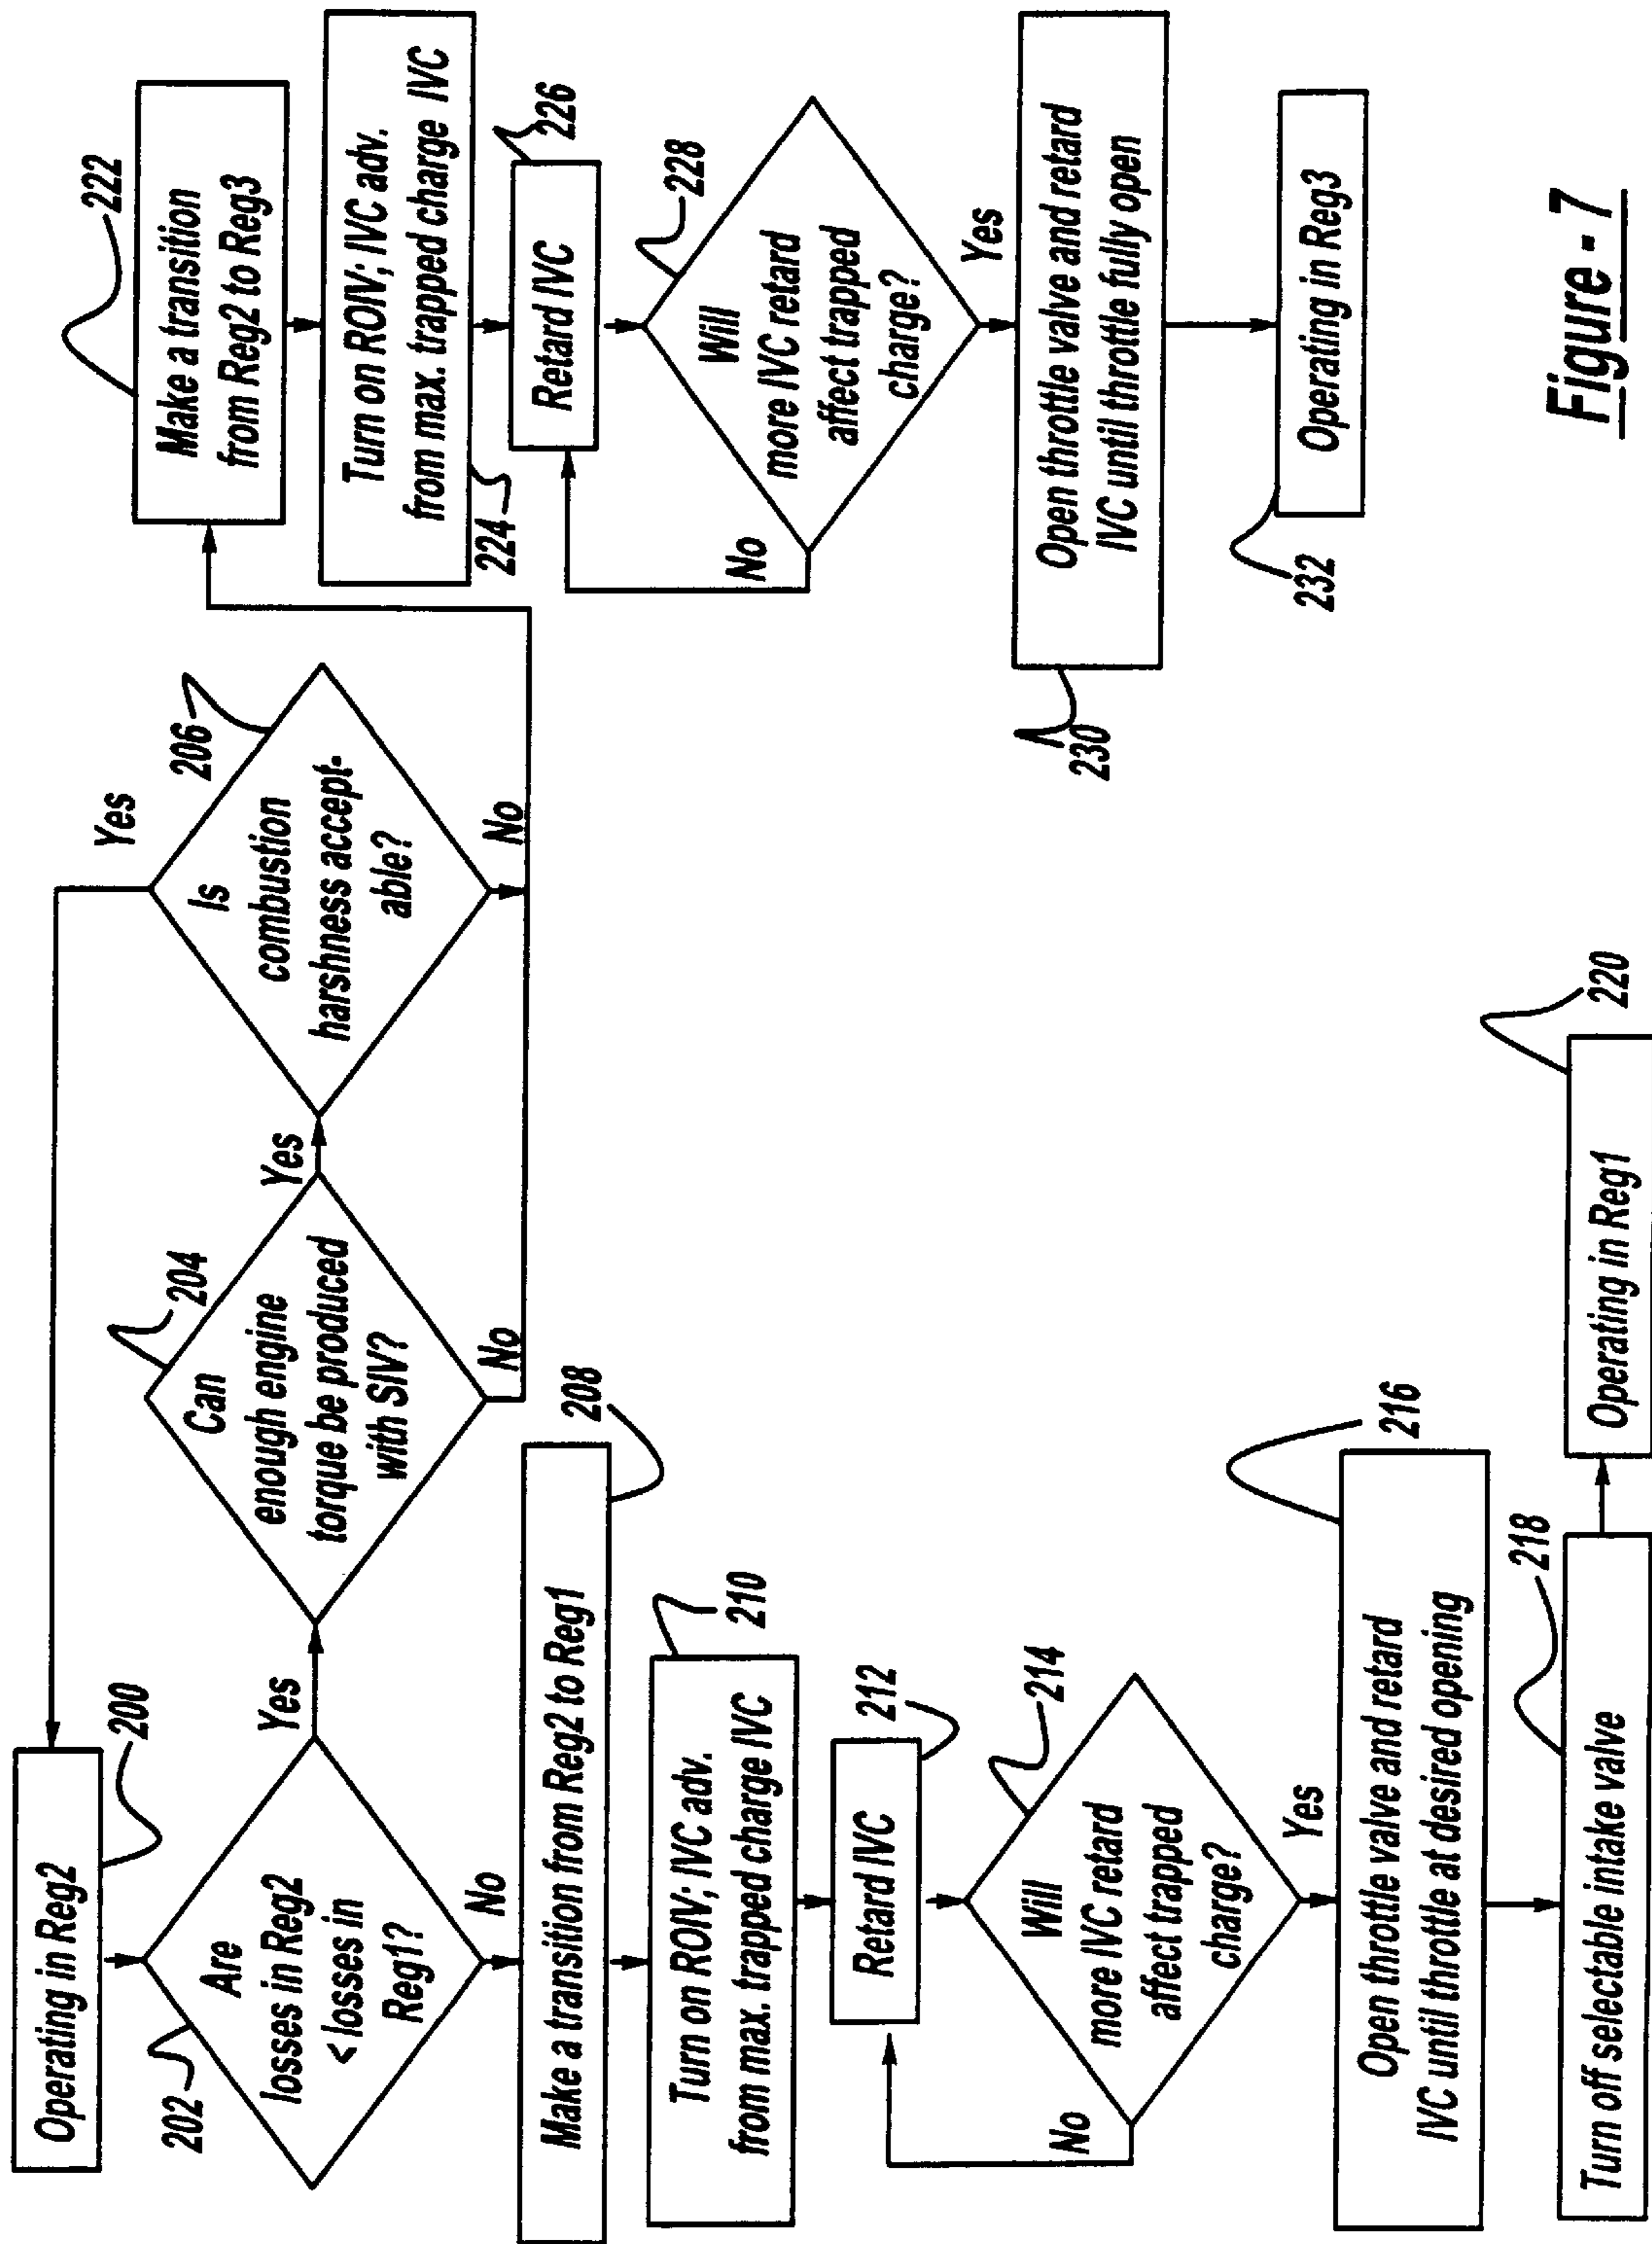 Operating in Reg2
200
Are
losses in Reg2
< losses in
Reg1?
202
Yes
No
Can
enough engine
torque be produced
with SIV?
204
Yes
No
Is
combustion
harshness accept-
able?
206
Yes
No
Make a transition from Reg2 to Reg1
208
Turn on ROIV; IVC adv.
from max. trapped charge IVC
210
Retard IVC
212
Will
more IVC retard
affect trapped
charge?
214
No
Yes
Open throttle valve and retard
IVC until throttle at desired opening
216
Turn off selectable intake valve
218
Operating in Reg1
220
Make a transition
from Reg2 to Reg3
222
Turn on ROIV; IVC adv.
from max. trapped charge IVC
224
Retard IVC
226
Will
more IVC retard
affect trapped
charge?
228
No
Yes
Open throttle valve and retard
IVC until throttle fully open
230
Operating in Reg3
232
Figure - 7